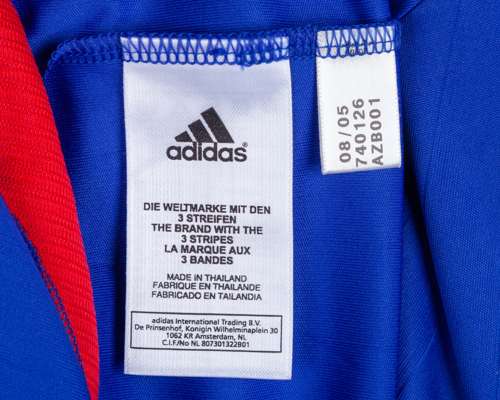 adidas
DIE WELTMARKE MIT DEN
3 STREIFEN
THE BRAND WITH THE
3 STRIPES
LA MARQUE AUX
3 BANDES
MADE IN THAILAND
FABRIQUE EN THAILANDE
FABRICADO EN TAILANDIA
adidas International Trading B.V.
De Prinsenhof, Koningin Wilhelminaplein 30
1062 KR Amsterdam, NL
C.I.F/No NL 807301322B01
08/05
740126
AZB001